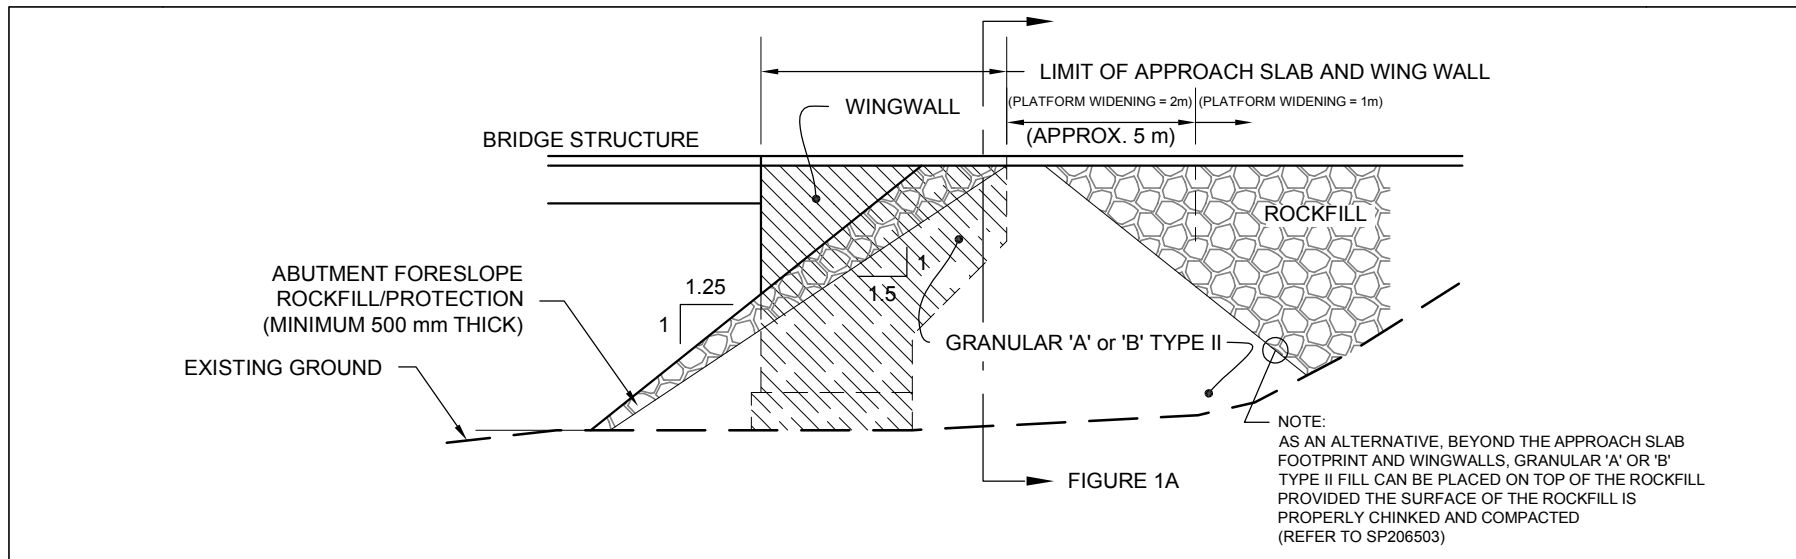 LIMIT OF APPROACH SLAB AND WING WALL
(PLATFORM WIDENING = 2m)
(PLATFORM WIDENING = 1m)
WINGWALL
(APPROX. 5 m)
BRIDGE STRUCTURE
ROCKFILL
ABUTMENT FORESLOPE
ROCKFILL/PROTECTION
(MINIMUM 500 mm THICK)
1.25
1
1
1.5
EXISTING GROUND
GRANULAR 'A' or 'B' TYPE II
FIGURE 1A
NOTE:
AS AN ALTERNATIVE, BEYOND THE APPROACH SLAB
FOOTPRINT AND WINGWALLS, GRANULAR 'A' OR 'B'
TYPE II FILL CAN BE PLACED ON TOP OF THE ROCKFILL
PROVIDED THE SURFACE OF THE ROCKFILL IS
PROPERLY CHINKED AND COMPACTED
(REFER TO SP206503)